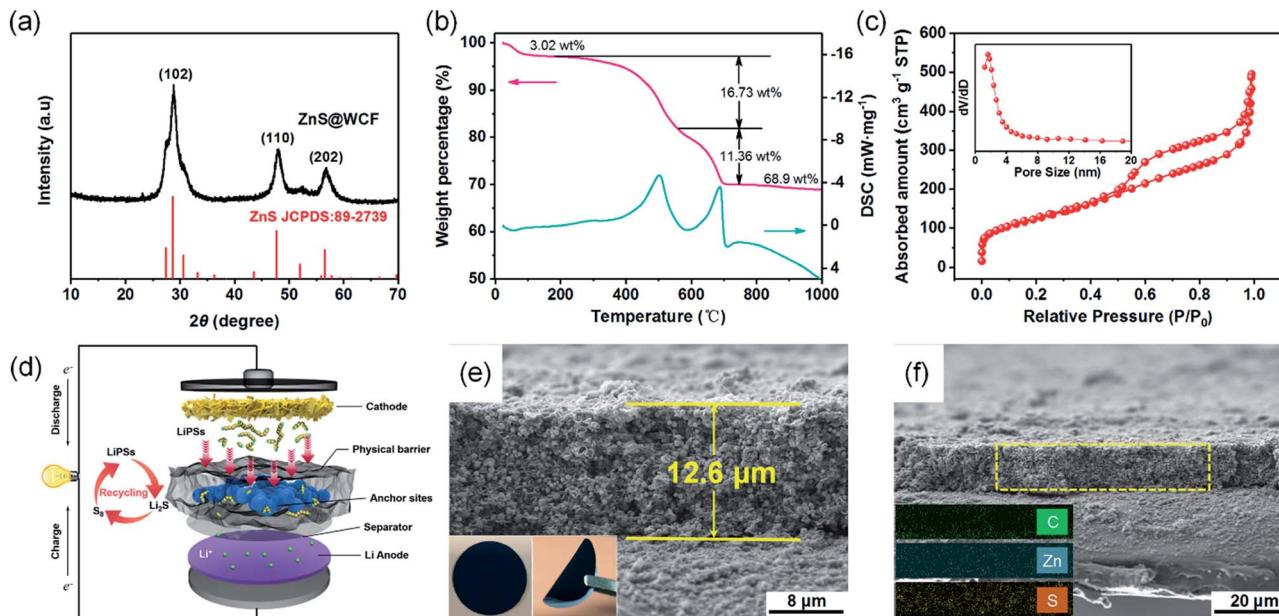 (a)
Intensity (a.u)
(102)
(110)
(202)
ZnS@WCF
ZnS JCPDS:89-2739
10 20 30 40 50 60 70
2θ (degree)
(b)
Weight percentage (%)
100
90
80
70
60
50
3.02 wt%
16.73 wt%
11.36 wt%
68.9 wt%
-16
-12
-8
-4
0
4
DSC (mW·mg⁻¹)
0 200 400 600 800 1000
Temperature (℃)
(c)
Absorbed amount (cm³ g⁻¹ STP)
600
500
400
300
200
100
0
dV/dD
0 4 8 12 16 20
Pore Size (nm)
0.0 0.2 0.4 0.6 0.8 1.0
Relative Pressure (P/P₀)
(d)
e⁻
Discharge
Cathode
LiPSs
Physical barrier
LiPSs
Recycling
Anchor sites
S₈
Li₂S
Separator
Charge
Li⁺
Li Anode
e⁻
(e)
12.6 µm
8 µm
(f)
C
Zn
S
20 µm